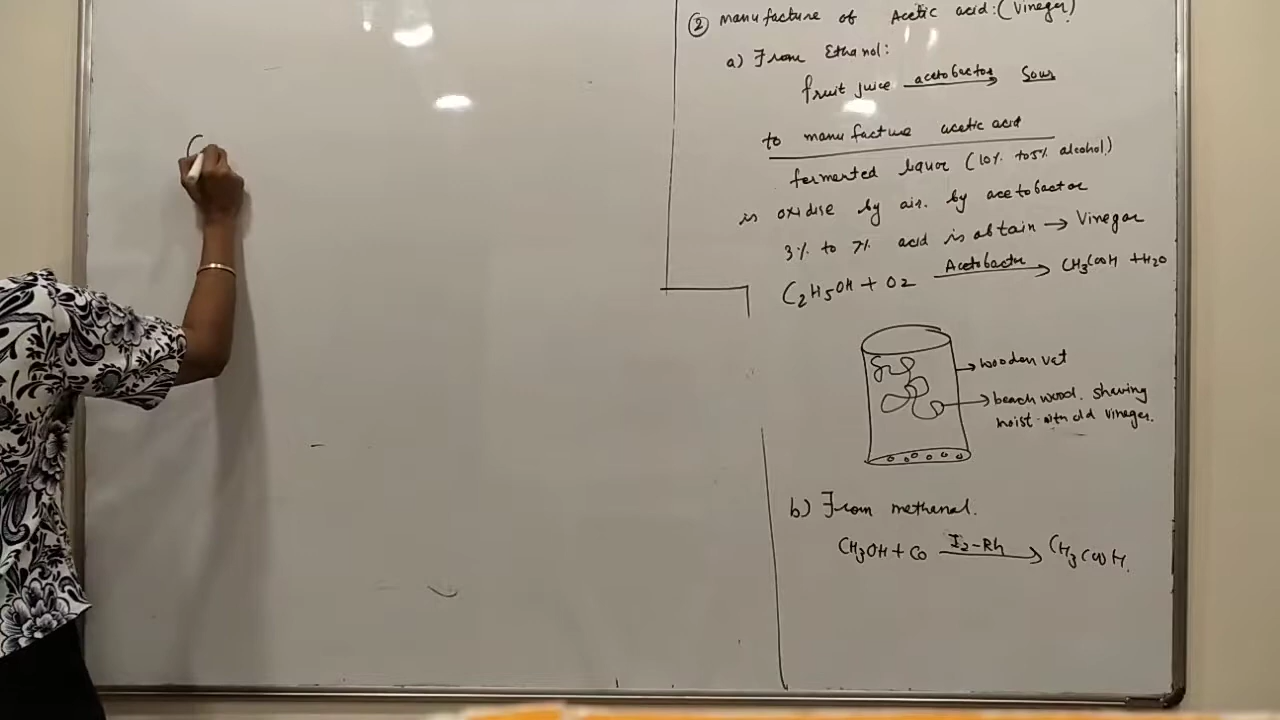 ② manufacture of Acetic acid: (Vinegar)
a) From Ethanol:
fruit juice acetobactor → Sour
to manufacture acetic acid
fermented liquor (10% to 5% alcohol)
is oxidise by air. by acetobactor
3% to 7% acid is obtain → Vinegar
C2H5OH + O2 Acetobactor → CH3COOH + H2O
→ wooden vat
→ beach wood. shaving
moist with old vinegar.
b) From methanol.
CH3OH + CO I2-Rh → CH3COOH.